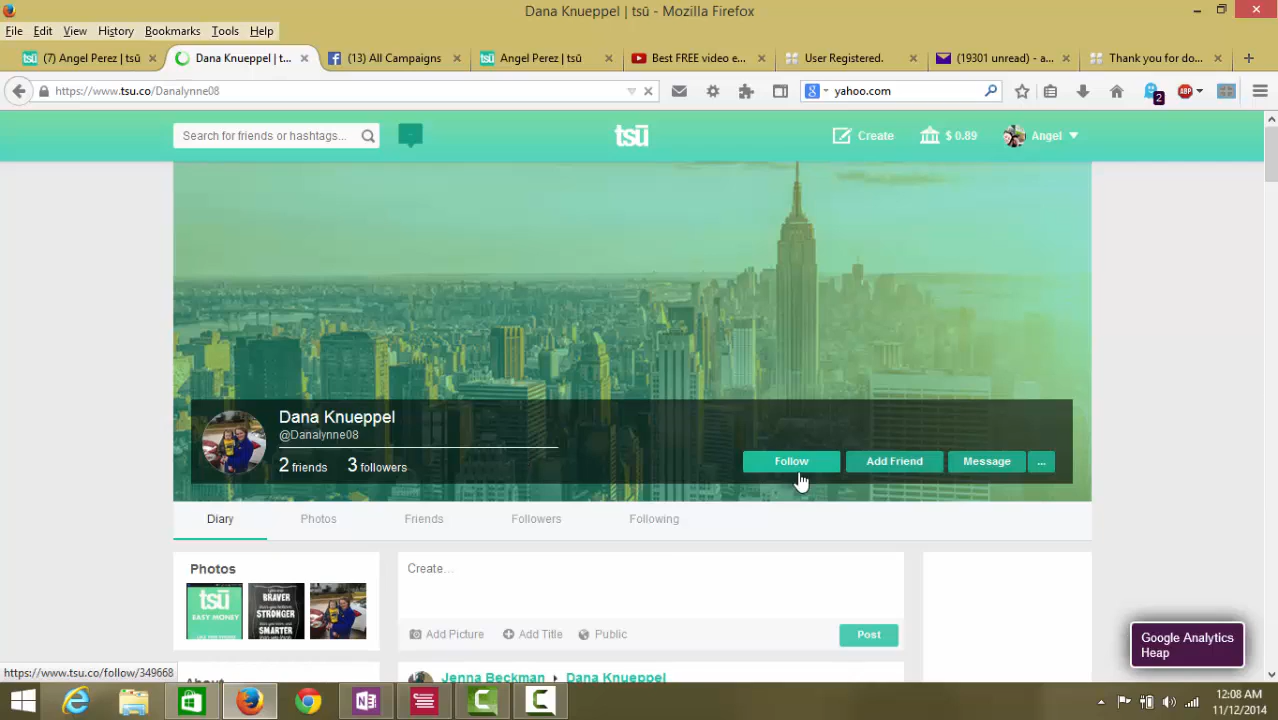 Dana Knueppel | tsū - Mozilla Firefox
File Edit View History Bookmarks Tools Help
(7) Angel Perez | tsū
Dana Knueppel | t...
(13) All Campaigns
Angel Perez | tsū
Best FREE video e...
User Registered.
(19301 unread) - a...
Thank you for do...
https://www.tsu.co/Danalynne08
yahoo.com
2
ABP
Search for friends or hashtags...
tsū
Create
$ 0.89
Angel
Dana Knueppel
@Danalynne08
2 friends 3 followers
Follow
Add Friend
Message
...
Diary
Photos
Friends
Followers
Following
Photos
tsū
EASY MONEY
BRAVER
STRONGER
SMARTER
Create...
Add Picture
Add Title
Public
Post
Jenna Beckman ▸ Dana Knueppel
About
Google Analytics
Heap
https://www.tsu.co/follow/349668
12:08 AM
11/12/2014